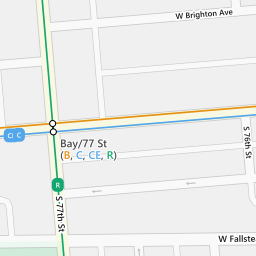 W Brighton Ave
Ci C
Bay/77 St
(B, C, CE, R)
S 76th St
R
S 77th St
W Fallste